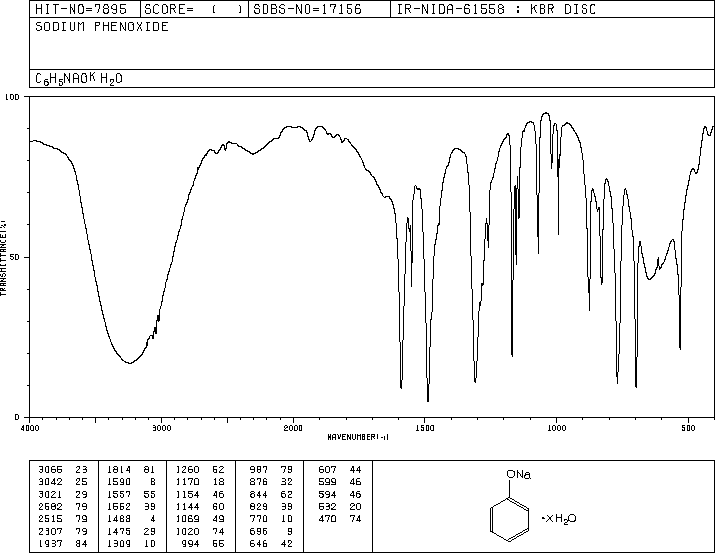 HIT-NO=7895 SCORE= ( ) SDBS-NO=17156 IR-NIDA-61558 : KBR DISC
SODIUM PHENOXIDE
C6H5NAO*X H2O
100
50
0
TRANSMITTANCE(%)
4000 3000 2000 1500 1000 500
WAVENUMBER(-1)
3065 23 1814 81 1260 52 987 79 607 44
3042 25 1590 8 1170 18 876 32 599 46
3021 29 1557 55 1154 46 844 62 594 46
2682 79 1552 39 1144 60 829 39 532 20
2515 79 1488 4 1069 49 770 10 470 74
2307 79 1475 29 1020 74 696 9
1937 84 1309 10 994 55 646 42
ONa
·XH2O